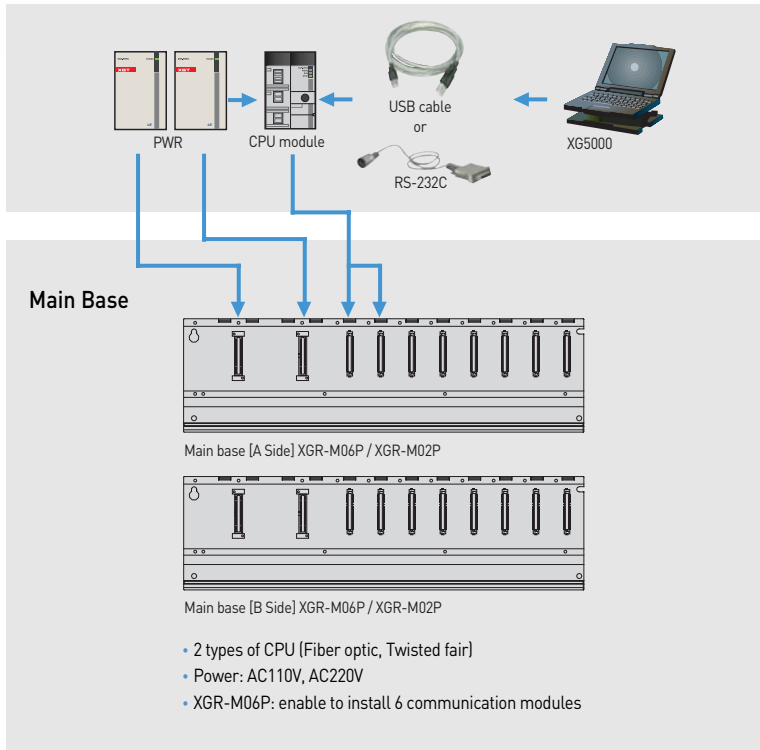 XGT
XGT
PWR
CPU module
USB cable
or
RS-232C
XG5000
Main Base
Main base [A Side] XGR-M06P / XGR-M02P
Main base [B Side] XGR-M06P / XGR-M02P
• 2 types of CPU (Fiber optic, Twisted fair)
• Power: AC110V, AC220V
• XGR-M06P: enable to install 6 communication modules